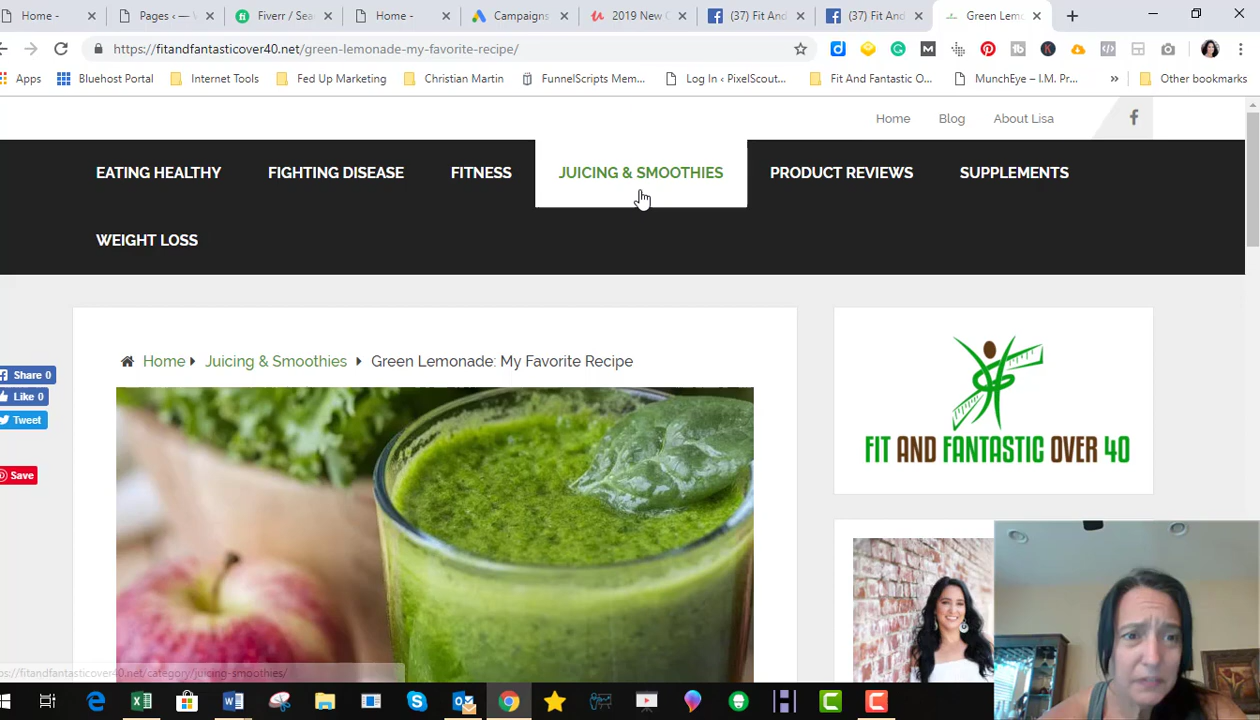 Home -
Pages ‹ —
Fiverr / Sea
Home -
Campaigns
2019 New
(37) Fit And
(37) Fit And
Green Lem
https://fitandfantasticover40.net/green-lemonade-my-favorite-recipe/
Apps
Bluehost Portal
Internet Tools
Fed Up Marketing
Christian Martin
FunnelScripts Mem...
Log In ‹ PixelScout...
Fit And Fantastic O...
MunchEye – I.M. Pr...
»
Other bookmarks
Home
Blog
About Lisa
EATING HEALTHY
FIGHTING DISEASE
FITNESS
JUICING & SMOOTHIES
PRODUCT REVIEWS
SUPPLEMENTS
WEIGHT LOSS
Home
Juicing & Smoothies
Green Lemonade: My Favorite Recipe
Share 0
Like 0
Tweet
Save
FIT AND FANTASTIC OVER 40
ps://fitandfantasticover40.net/category/juicing-smoothies/